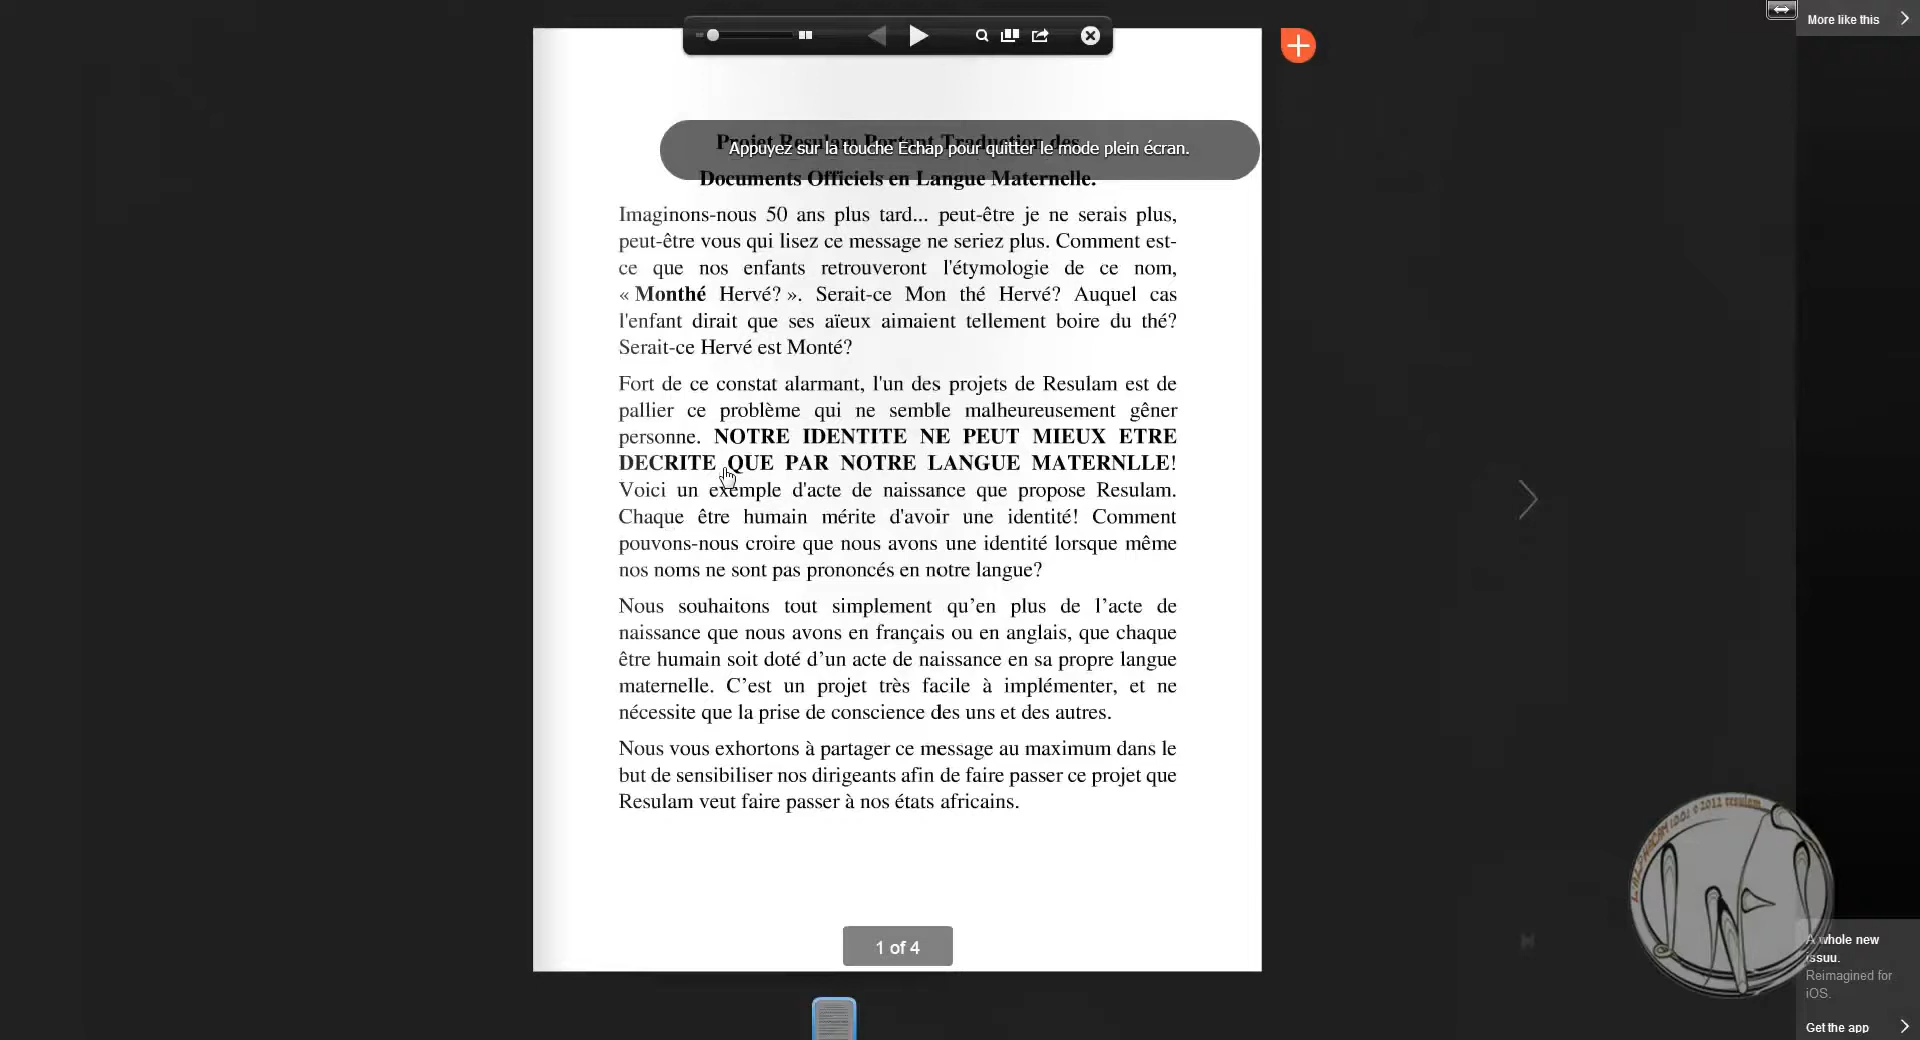 More like this
Projet Resulam Portant Traduction des
Appuyez sur la touche Échap pour quitter le mode plein écran.
Documents Officiels en Langue Maternelle.
Imaginons-nous 50 ans plus tard... peut-être je ne serais plus,
peut-être vous qui lisez ce message ne seriez plus. Comment est-
ce que nos enfants retrouveront l'étymologie de ce nom,
« Monthé Hervé? ». Serait-ce Mon thé Hervé? Auquel cas
l'enfant dirait que ses aïeux aimaient tellement boire du thé?
Serait-ce Hervé est Monté?
Fort de ce constat alarmant, l'un des projets de Resulam est de
pallier ce problème qui ne semble malheureusement gêner
personne. NOTRE IDENTITE NE PEUT MIEUX ETRE
DECRITE QUE PAR NOTRE LANGUE MATERNLLE!
Voici un exemple d'acte de naissance que propose Resulam.
Chaque être humain mérite d'avoir une identité! Comment
pouvons-nous croire que nous avons une identité lorsque même
nos noms ne sont pas prononcés en notre langue?
Nous souhaitons tout simplement qu’en plus de l’acte de
naissance que nous avons en français ou en anglais, que chaque
être humain soit doté d’un acte de naissance en sa propre langue
maternelle. C’est un projet très facile à implémenter, et ne
nécessite que la prise de conscience des uns et des autres.
Nous vous exhortons à partager ce message au maximum dans le
but de sensibiliser nos dirigeants afin de faire passer ce projet que
Resulam veut faire passer à nos états africains.
1 of 4
© 2012 resulam
A whole new
issuu.
Reimagined for
iOS.
Get the app